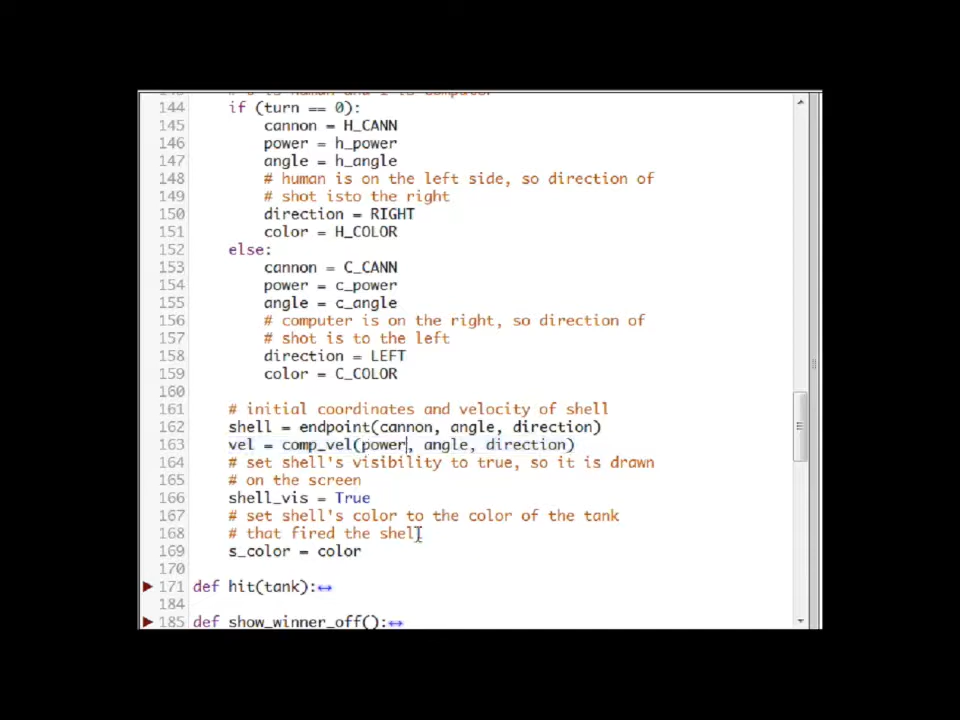 144 if (turn == 0):
145 cannon = H_CANN
146 power = h_power
147 angle = h_angle
148 # human is on the left side, so direction of
149 # shot isto the right
150 direction = RIGHT
151 color = H_COLOR
152 else:
153 cannon = C_CANN
154 power = c_power
155 angle = c_angle
156 # computer is on the right, so direction of
157 # shot is to the left
158 direction = LEFT
159 color = C_COLOR
160
161 # initial coordinates and velocity of shell
162 shell = endpoint(cannon, angle, direction)
163 vel = comp_vel(power, angle, direction)
164 # set shell's visibility to true, so it is drawn
165 # on the screen
166 shell_vis = True
167 # set shell's color to the color of the tank
168 # that fired the shell
169 s_color = color
170
171 def hit(tank):
184
185 def show_winner_off():